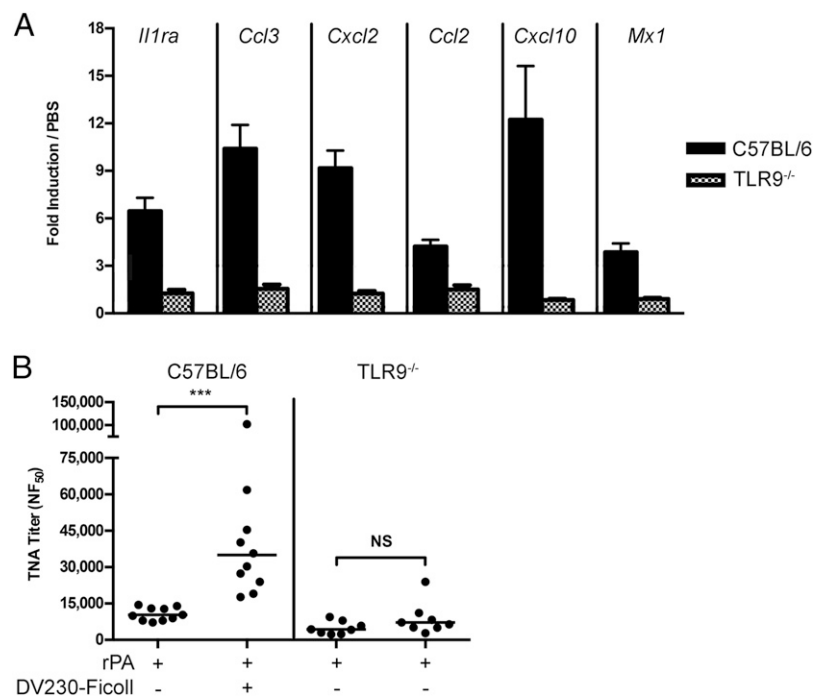 A
Il1ra Ccl3 Cxcl2 Ccl2 Cxcl10 Mx1
18
15
12
9
6
3
0
Fold Induction / PBS
C57BL/6
TLR9-/-
B
C57BL/6 TLR9-/-
*** NS
150,000
100,000
75,000
45,000
30,000
15,000
0
TNA Titer (NF50)
rPA + + + +
DV230-Ficoll - + - -